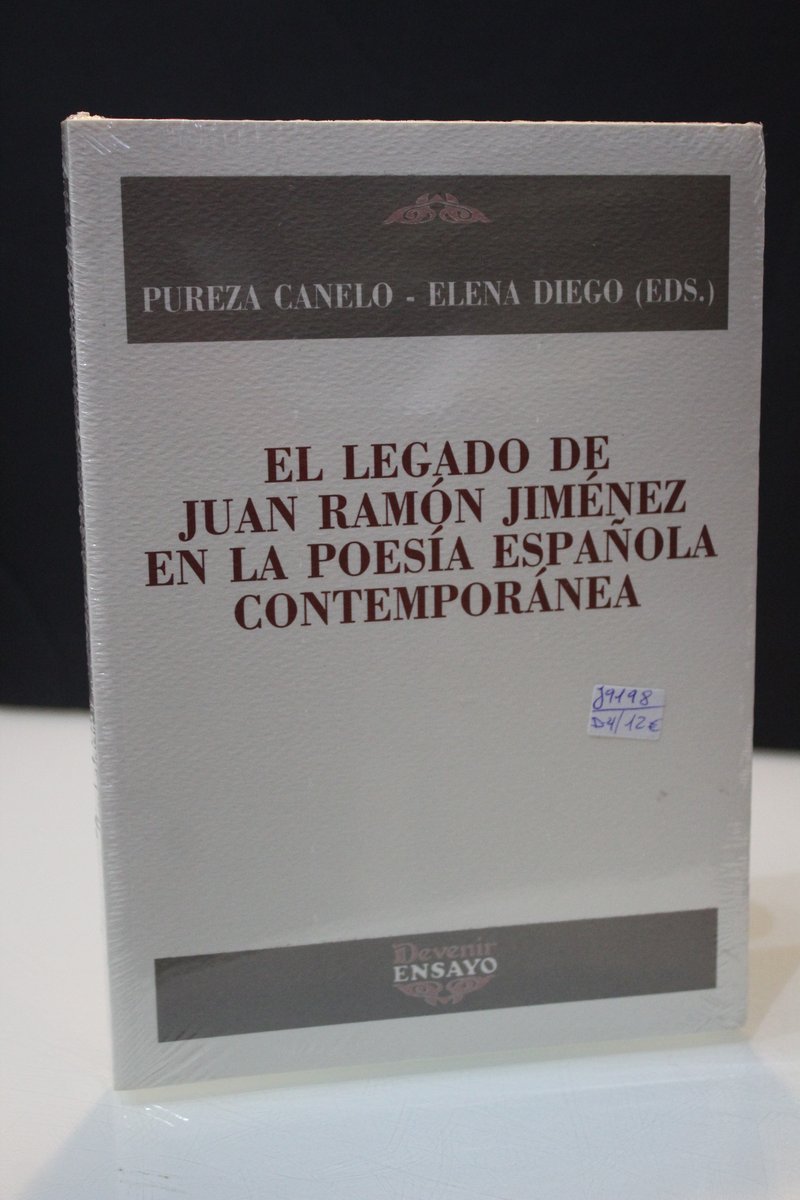 PUREZA CANELO - ELENA DIEGO (EDS.)
EL LEGADO DE
JUAN RAMÓN JIMÉNEZ
EN LA POESÍA ESPAÑOLA
CONTEMPORÁNEA
J9198
D4/12€
Devenir
ENSAYO